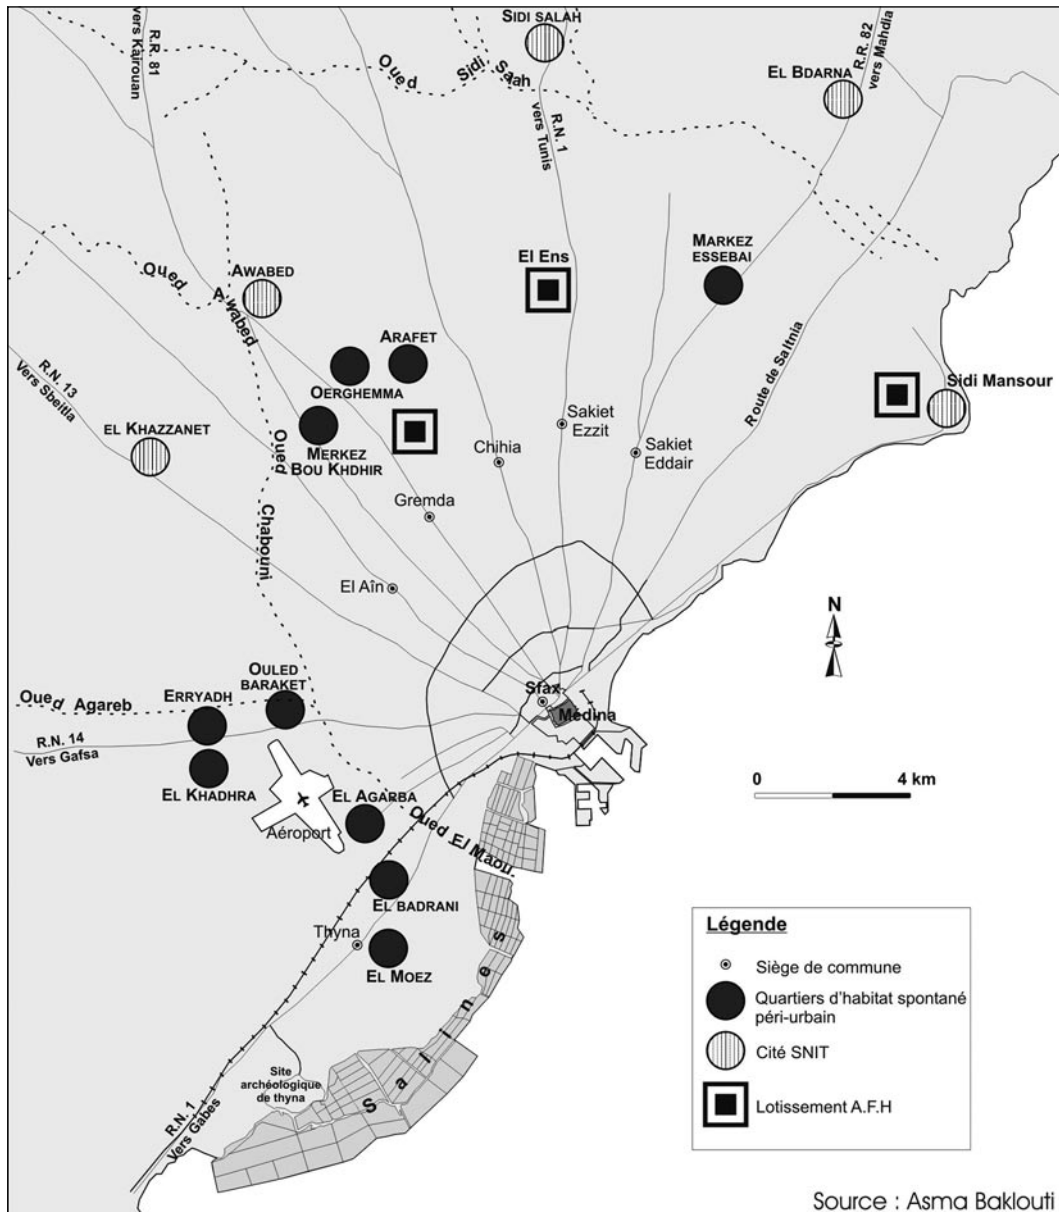 SIDI SALAH
R.R. 81
vers Kairouan
Oued Sidi Saah
R.N. 1
vers Tunis
R.R. 82
vers Mahdia
EL BDARNA
El Ens
MARKEZ
ESSEBAI
Oued Awabed
AWABED
ARAFET
OERGHEMMA
R.N. 13
Vers Sbeitla
EL KHAZZANET
MERKEZ
BOU KHDHIR
Route de Saltnia
Sidi Mansour
Sakiet
Ezzit
Sakiet
Eddair
Chihia
Gremda
Oued Chabouni
El Aîn
N
OULED
BARAKET
ERRYADH
Oued Agareb
R.N. 14
Vers Gafsa
Sfax
Médina
EL KHADHRA
Aéroport
EL AGARBA
Oued El Maou.
0 4 km
EL BADRANI
Thyna
EL MOEZ
Salines
Site
archéologique
de thyna
R.N. 1
Vers Gabes
Légende
Siège de commune
Quartiers d'habitat spontané
péri-urbain
Cité SNIT
Lotissement A.F.H
Source : Asma Baklouti